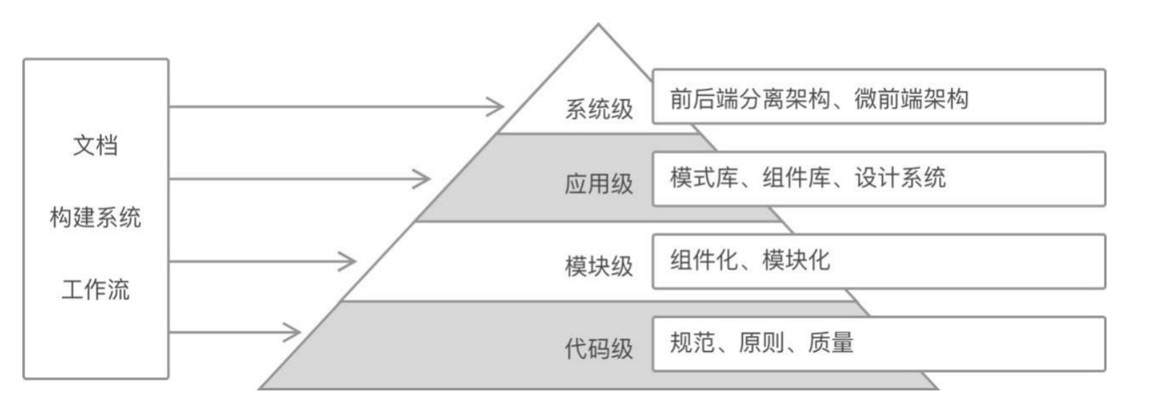 文档
构建系统
工作流
系统级
前后端分离架构、微前端架构
应用级
模式库、组件库、设计系统
模块级
组件化、模块化
代码级
规范、原则、质量